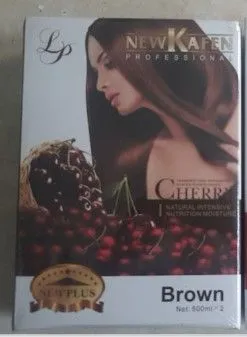 LP
NEWKAFEN
PROFESSIONAL
CHERRY
NATURAL INTENSIVE
NUTRITION MOISTURE
NEWPLUS
Brown
Net: 500ml * 2